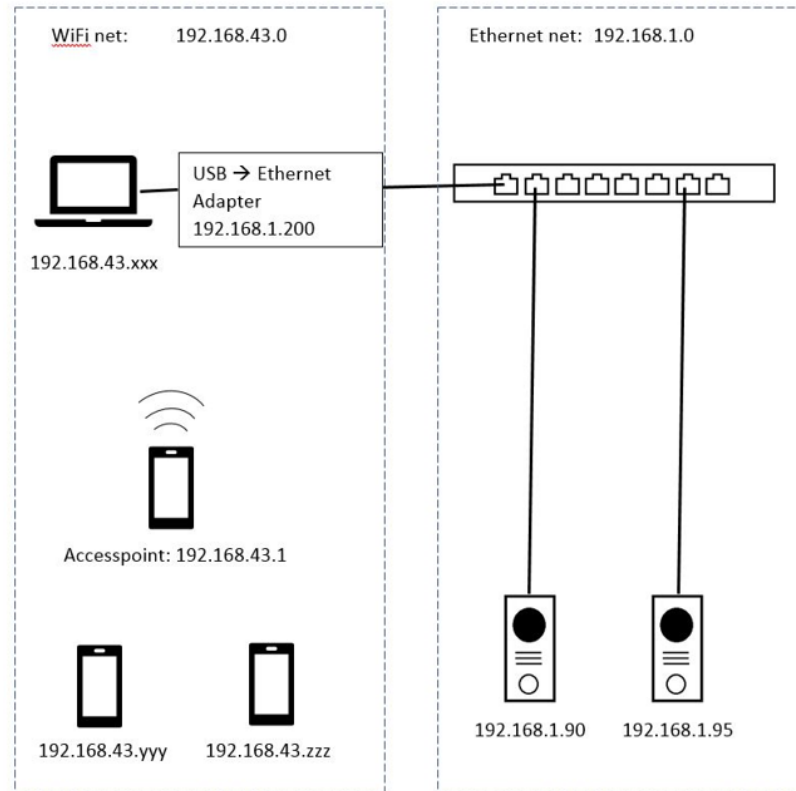 WiFi net: 192.168.43.0
Ethernet net: 192.168.1.0
USB → Ethernet
Adapter
192.168.1.200
192.168.43.xxx
Accesspoint: 192.168.43.1
192.168.43.yyy
192.168.43.zzz
192.168.1.90
192.168.1.95